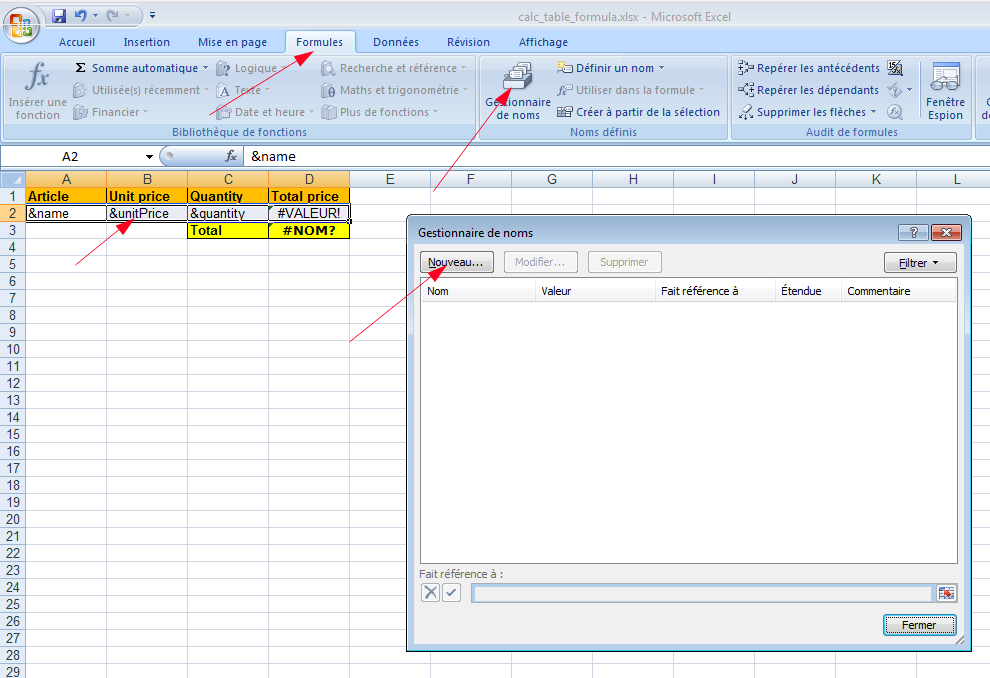 calc_table_formula.xlsx - Microsoft Excel
Accueil Insertion Mise en page Formules Données Révision Affichage
fx Insérer une fonction
Σ Somme automatique
Utilisée(s) récemment
Financier
Logique
Texte
Date et heure
Recherche et référence
Maths et trigonométrie
Plus de fonctions
Bibliothèque de fonctions
Gestionnaire de noms
Définir un nom
Utiliser dans la formule
Créer à partir de la sélection
Noms définis
Repérer les antécédents
Repérer les dépendants
Supprimer les flèches
Audit de formules
Fenêtre Espion
A2 fx &name
A B C D E F G H I J K L
1 Article Unit price Quantity Total price
2 &name &unitPrice &quantity #VALEUR!
3 Total #NOM?
4
5
6
7
8
9
10
11
12
13
14
15
16
17
18
19
20
21
22
23
24
25
26
27
28
29
Gestionnaire de noms
Nouveau... Modifier... Supprimer Filtrer
Nom Valeur Fait référence à Étendue Commentaire
Fait référence à :
Fermer